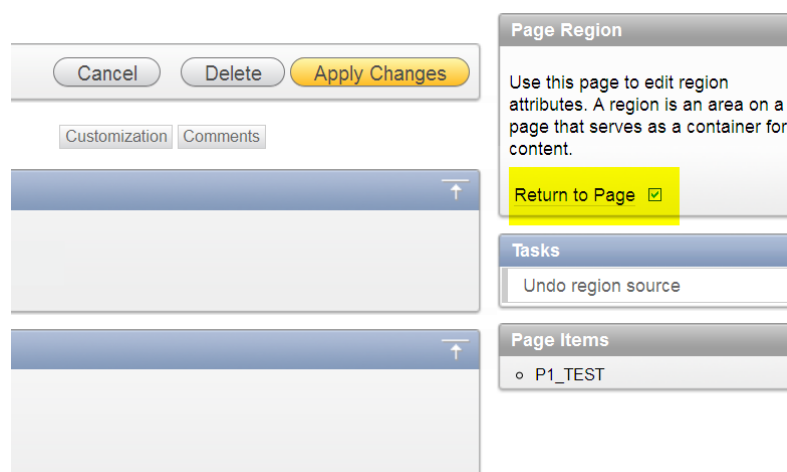 Cancel Delete Apply Changes
Customization Comments
Page Region
Use this page to edit region
attributes. A region is an area on a
page that serves as a container for
content.
Return to Page
Tasks
Undo region source
Page Items
P1_TEST